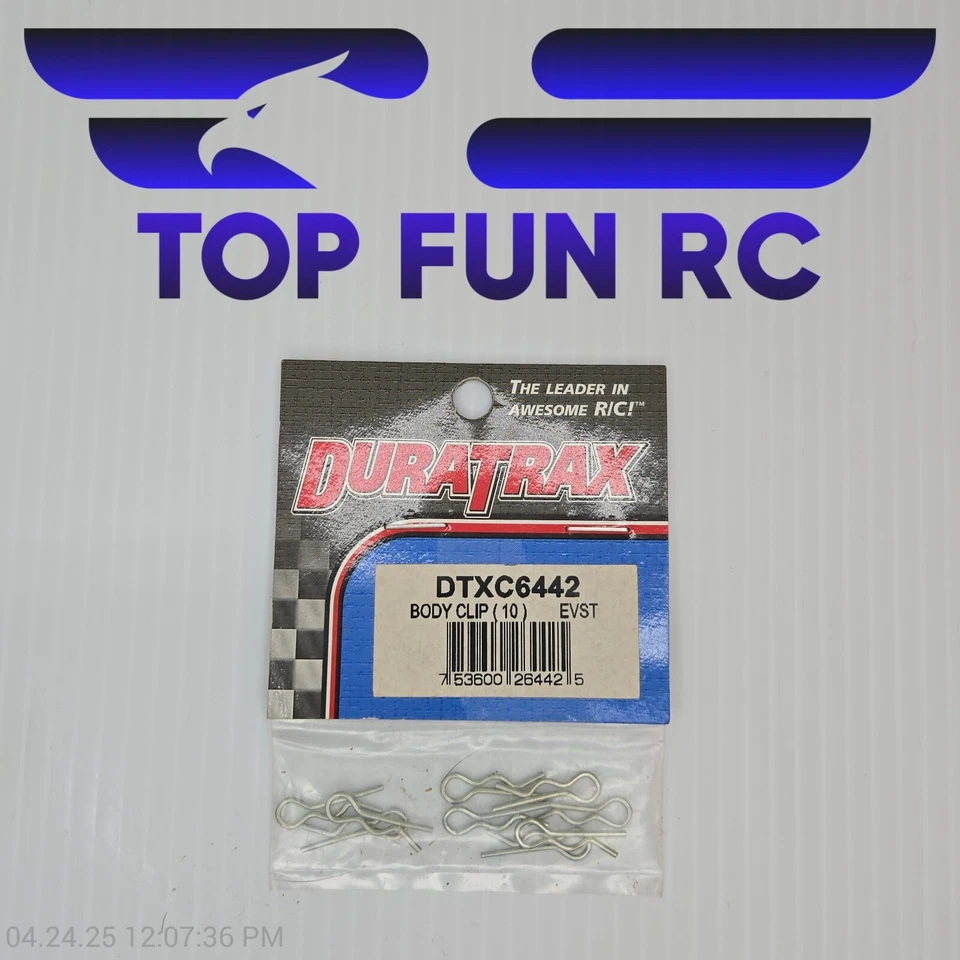 TOP FUN RC
THE LEADER IN
AWESOME R/C!™
DURATRAX
DTXC6442
BODY CLIP ( 10 ) EVST
7 53600 26442 5
04.24.25 12:07:36 PM